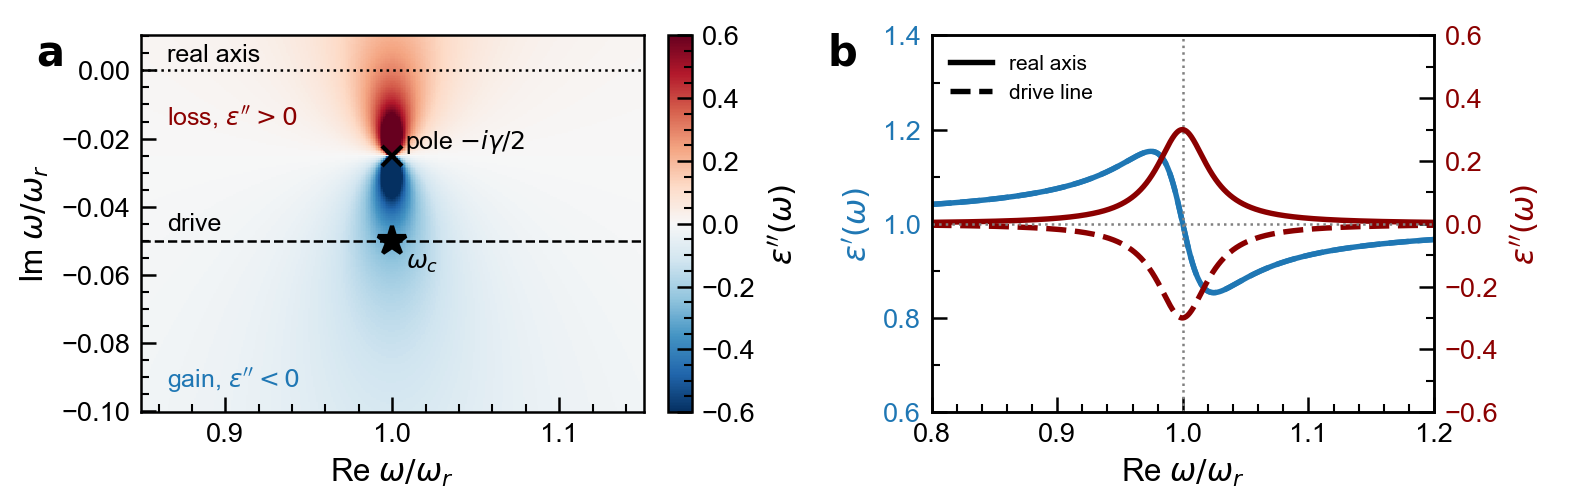 a
real axis
loss, ε′′ > 0
pole −iγ/2
drive
ω_c
gain, ε′′ < 0
0.00
−0.02
−0.04
−0.06
−0.08
−0.10
Im ω/ω_r
0.9
1.0
1.1
Re ω/ω_r
0.6
0.4
0.2
0.0
−0.2
−0.4
−0.6
ε′′(ω)
b
real axis
drive line
1.4
1.2
1.0
0.8
0.6
ε′(ω)
0.8
0.9
1.0
1.1
1.2
Re ω/ω_r
0.6
0.4
0.2
0.0
−0.2
−0.4
−0.6
ε′′(ω)